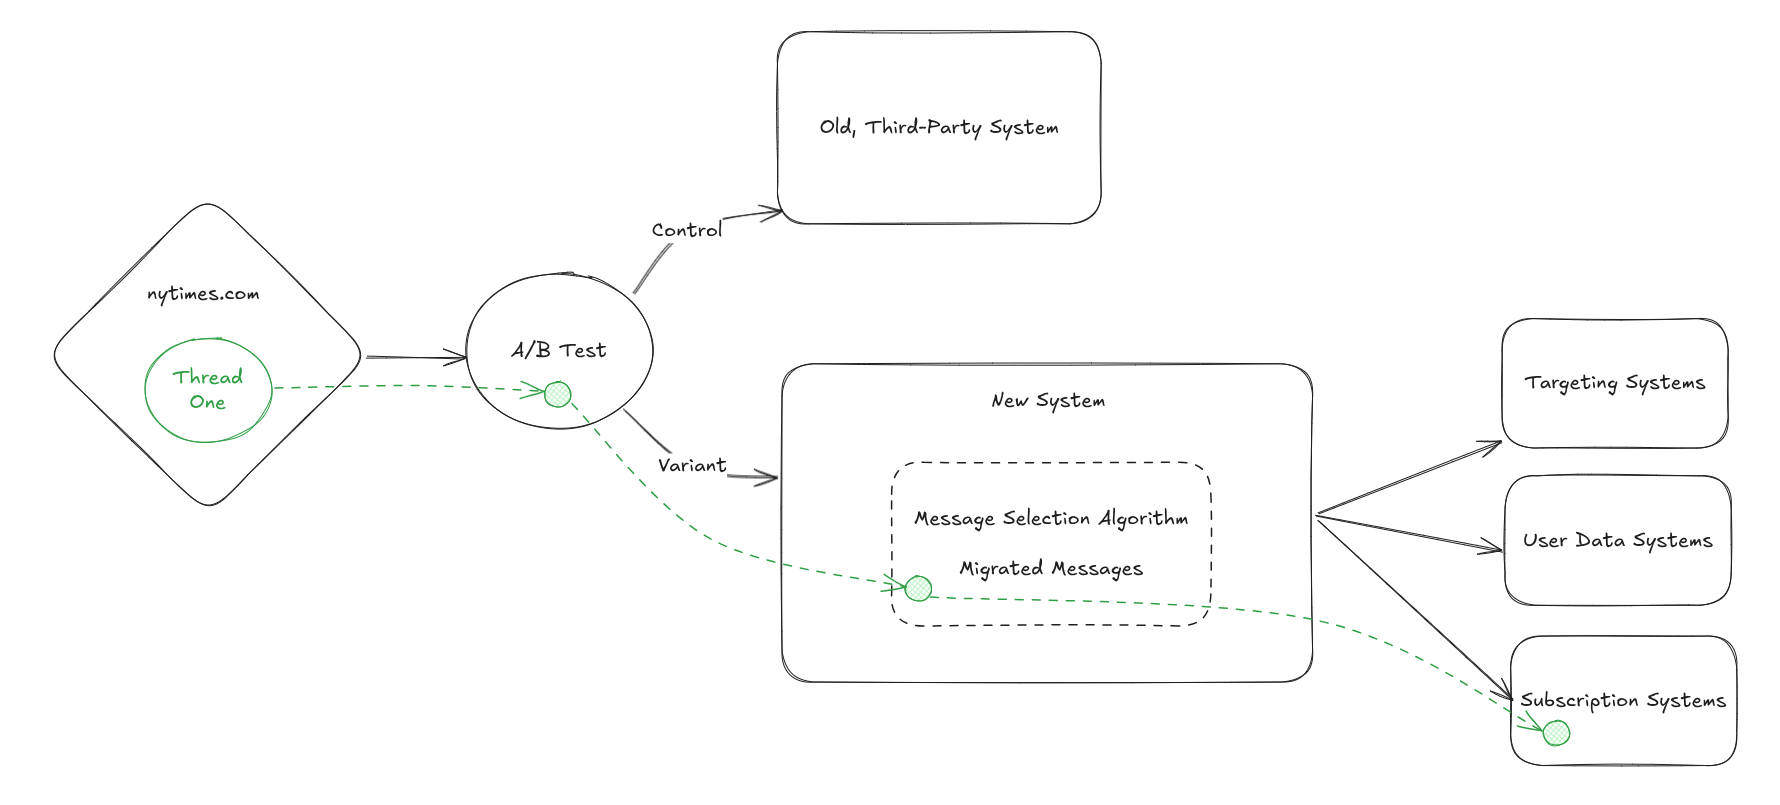 Old, Third-Party System
Control
nytimes.com
Thread
One
A/B Test
Variant
New System
Message Selection Algorithm
Migrated Messages
Targeting Systems
User Data Systems
Subscription Systems